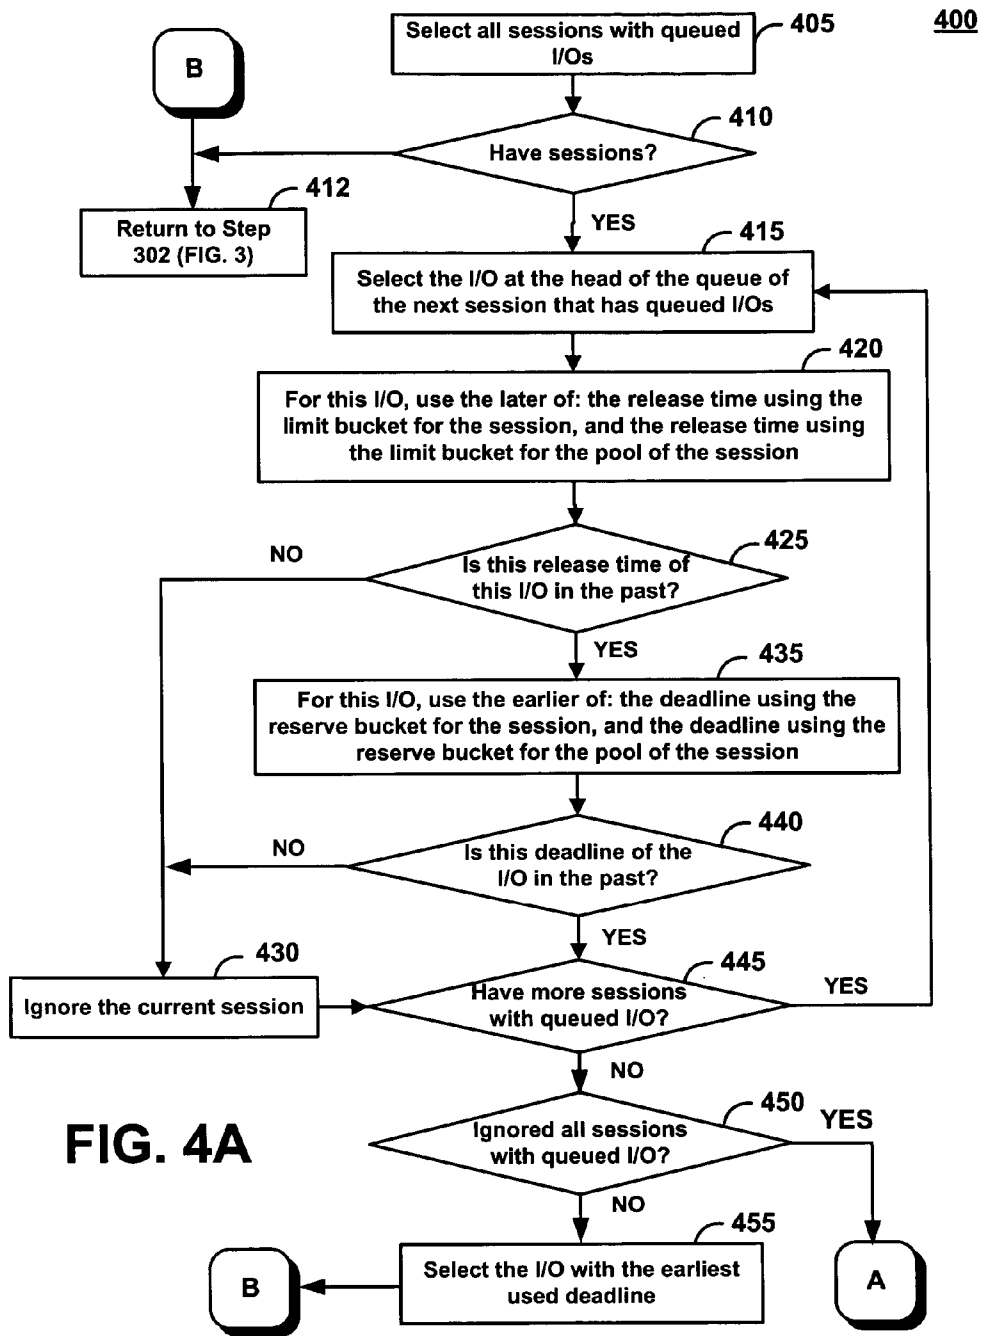 400
Select all sessions with queued
I/Os
405
B
410
Have sessions?
412
Return to Step
302 (FIG. 3)
YES
415
Select the I/O at the head of the queue of
the next session that has queued I/Os
420
For this I/O, use the later of: the release time using the
limit bucket for the session, and the release time using
the limit bucket for the pool of the session
NO
425
Is this release time of
this I/O in the past?
YES
435
For this I/O, use the earlier of: the deadline using the
reserve bucket for the session, and the deadline using the
reserve bucket for the pool of the session
NO
440
Is this deadline of the
I/O in the past?
YES
430
Ignore the current session
445
Have more sessions
with queued I/O?
YES
NO
FIG. 4A
450
Ignored all sessions
with queued I/O?
YES
NO
455
Select the I/O with the earliest
used deadline
B
A